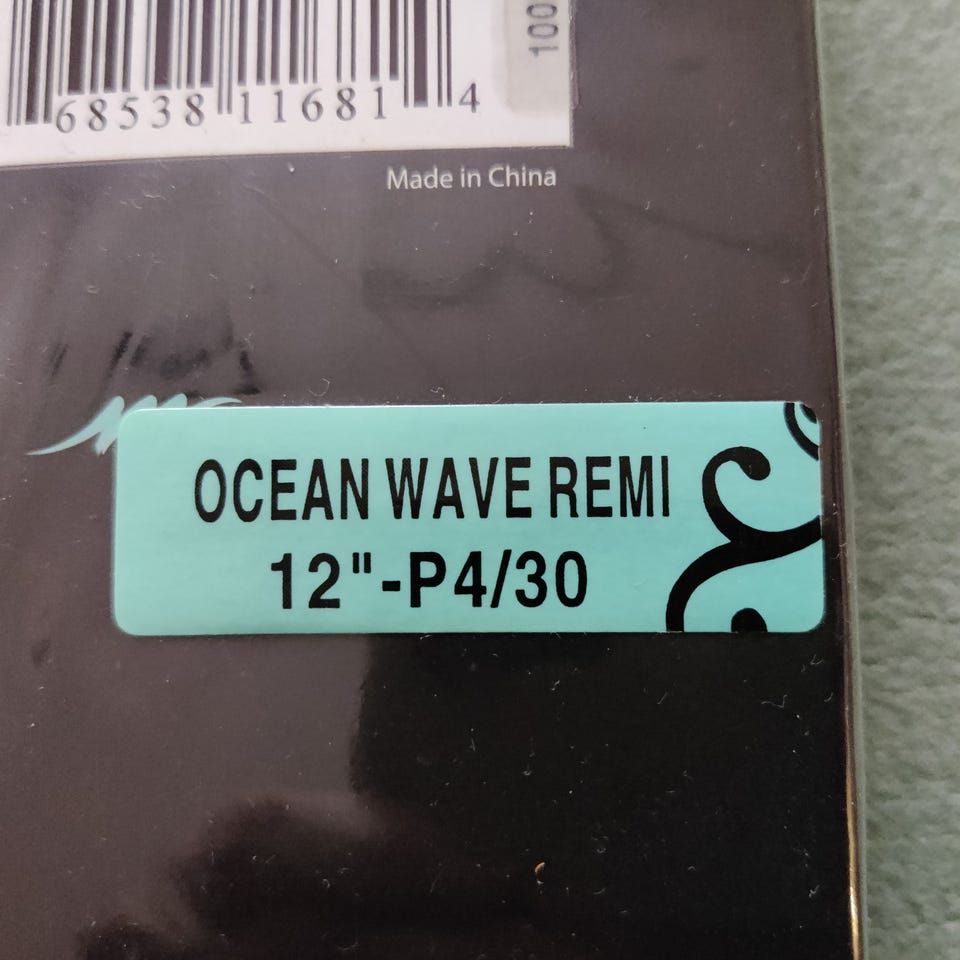 100
68538 11681 4
Made in China
OCEAN WAVE REMI
12"-P4/30